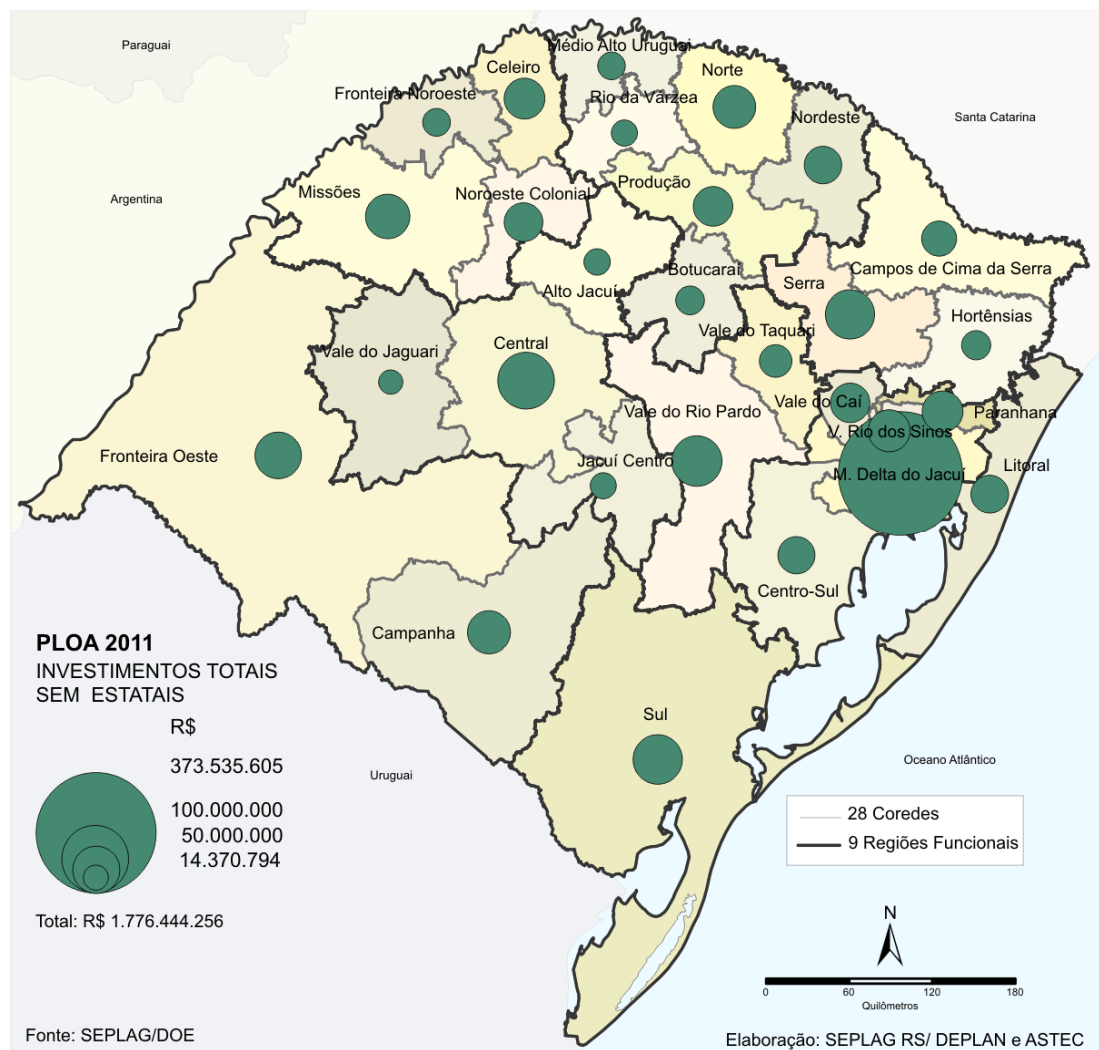 Paraguai
Médio Alto Uruguai
Celeiro
Norte
Fronteira Noroeste
Rio da Várzea
Nordeste
Santa Catarina
Argentina
Missões
Noroeste Colonial
Produção
Botucaraí
Campos de Cima da Serra
Serra
Alto Jacuí
Hortênsias
Vale do Taquari
Central
Vale do Jaguari
Vale do Caí
Vale do Rio Pardo
Paranhana
V. Rio dos Sinos
Fronteira Oeste
Jacuí Centro
Litoral
M. Delta do Jacuí
Centro-Sul
Campanha
PLOA 2011
INVESTIMENTOS TOTAIS
SEM ESTATAIS
R$
373.535.605
100.000.000
50.000.000
14.370.794
Total: R$ 1.776.444.256
Sul
Uruguai
Oceano Atlântico
28 Coredes
9 Regiões Funcionais
N
0 60 120 180
Quilômetros
Fonte: SEPLAG/DOE
Elaboração: SEPLAG RS/ DEPLAN e ASTEC